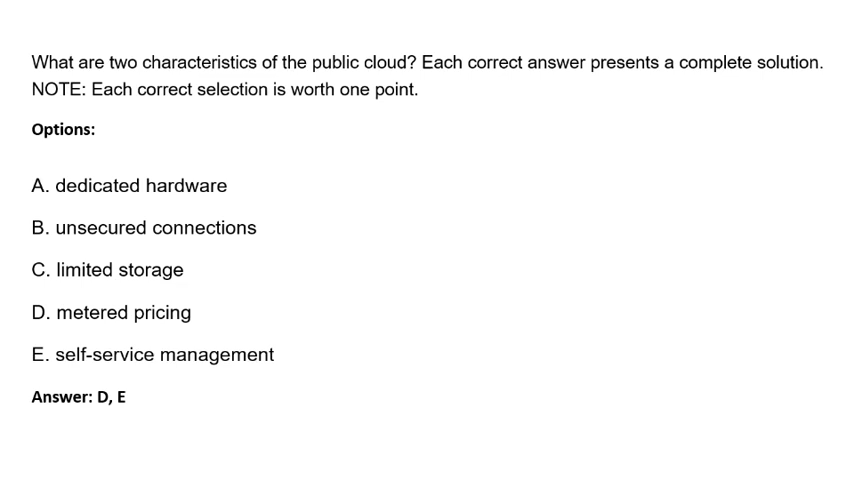 What are two characteristics of the public cloud? Each correct answer presents a complete solution.
NOTE: Each correct selection is worth one point.
Options:
A. dedicated hardware
B. unsecured connections
C. limited storage
D. metered pricing
E. self-service management
Answer: D, E